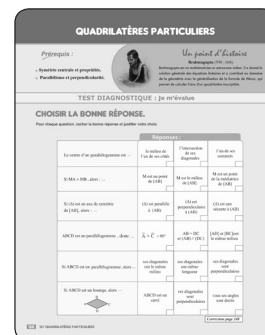 QUADRILATÈRES PARTICULIERS
Prérequis :
• Symétrie centrale et propriétés.
• Parallélisme et perpendicularité.
Un point d'histoire
Brahmagupta (598 - 668)
TEST DIAGNOSTIQUE : Je m'évalue
CHOISIR LA BONNE RÉPONSE.
Pour chaque question, cocher la bonne réponse et justifier votre choix.
Réponses :
Le centre d'un parallélogramme est ...
le milieu de l'un de ses côtés
l'intersection de ses diagonales
l'un de ses sommets
Si MA = MB , alors : ...
M est un point de [AB]
M est le milieu de [AB]
M est un point de la médiatrice de [AB]
Si (Δ) est un axe de symétrie de [AB], alors : ...
(Δ) est parallèle à (AB)
(Δ) est perpendiculaire à (AB)
(Δ) est une sécante à (AB)
ABCD est un parallélogramme , donc: ...
AB = DC et (AB) // (DC)
[AD] et [BC] ont le même milieu
Si ABCD est un parallélogramme , alors ...
ses diagonales ont le même milieu
ses diagonales ont même longueur
ses diagonales sont perpendiculaires
Si ABCD est un losange, alors ...
ABCD est un carré
ses diagonales sont perpendiculaires
tous ses angles sont droits